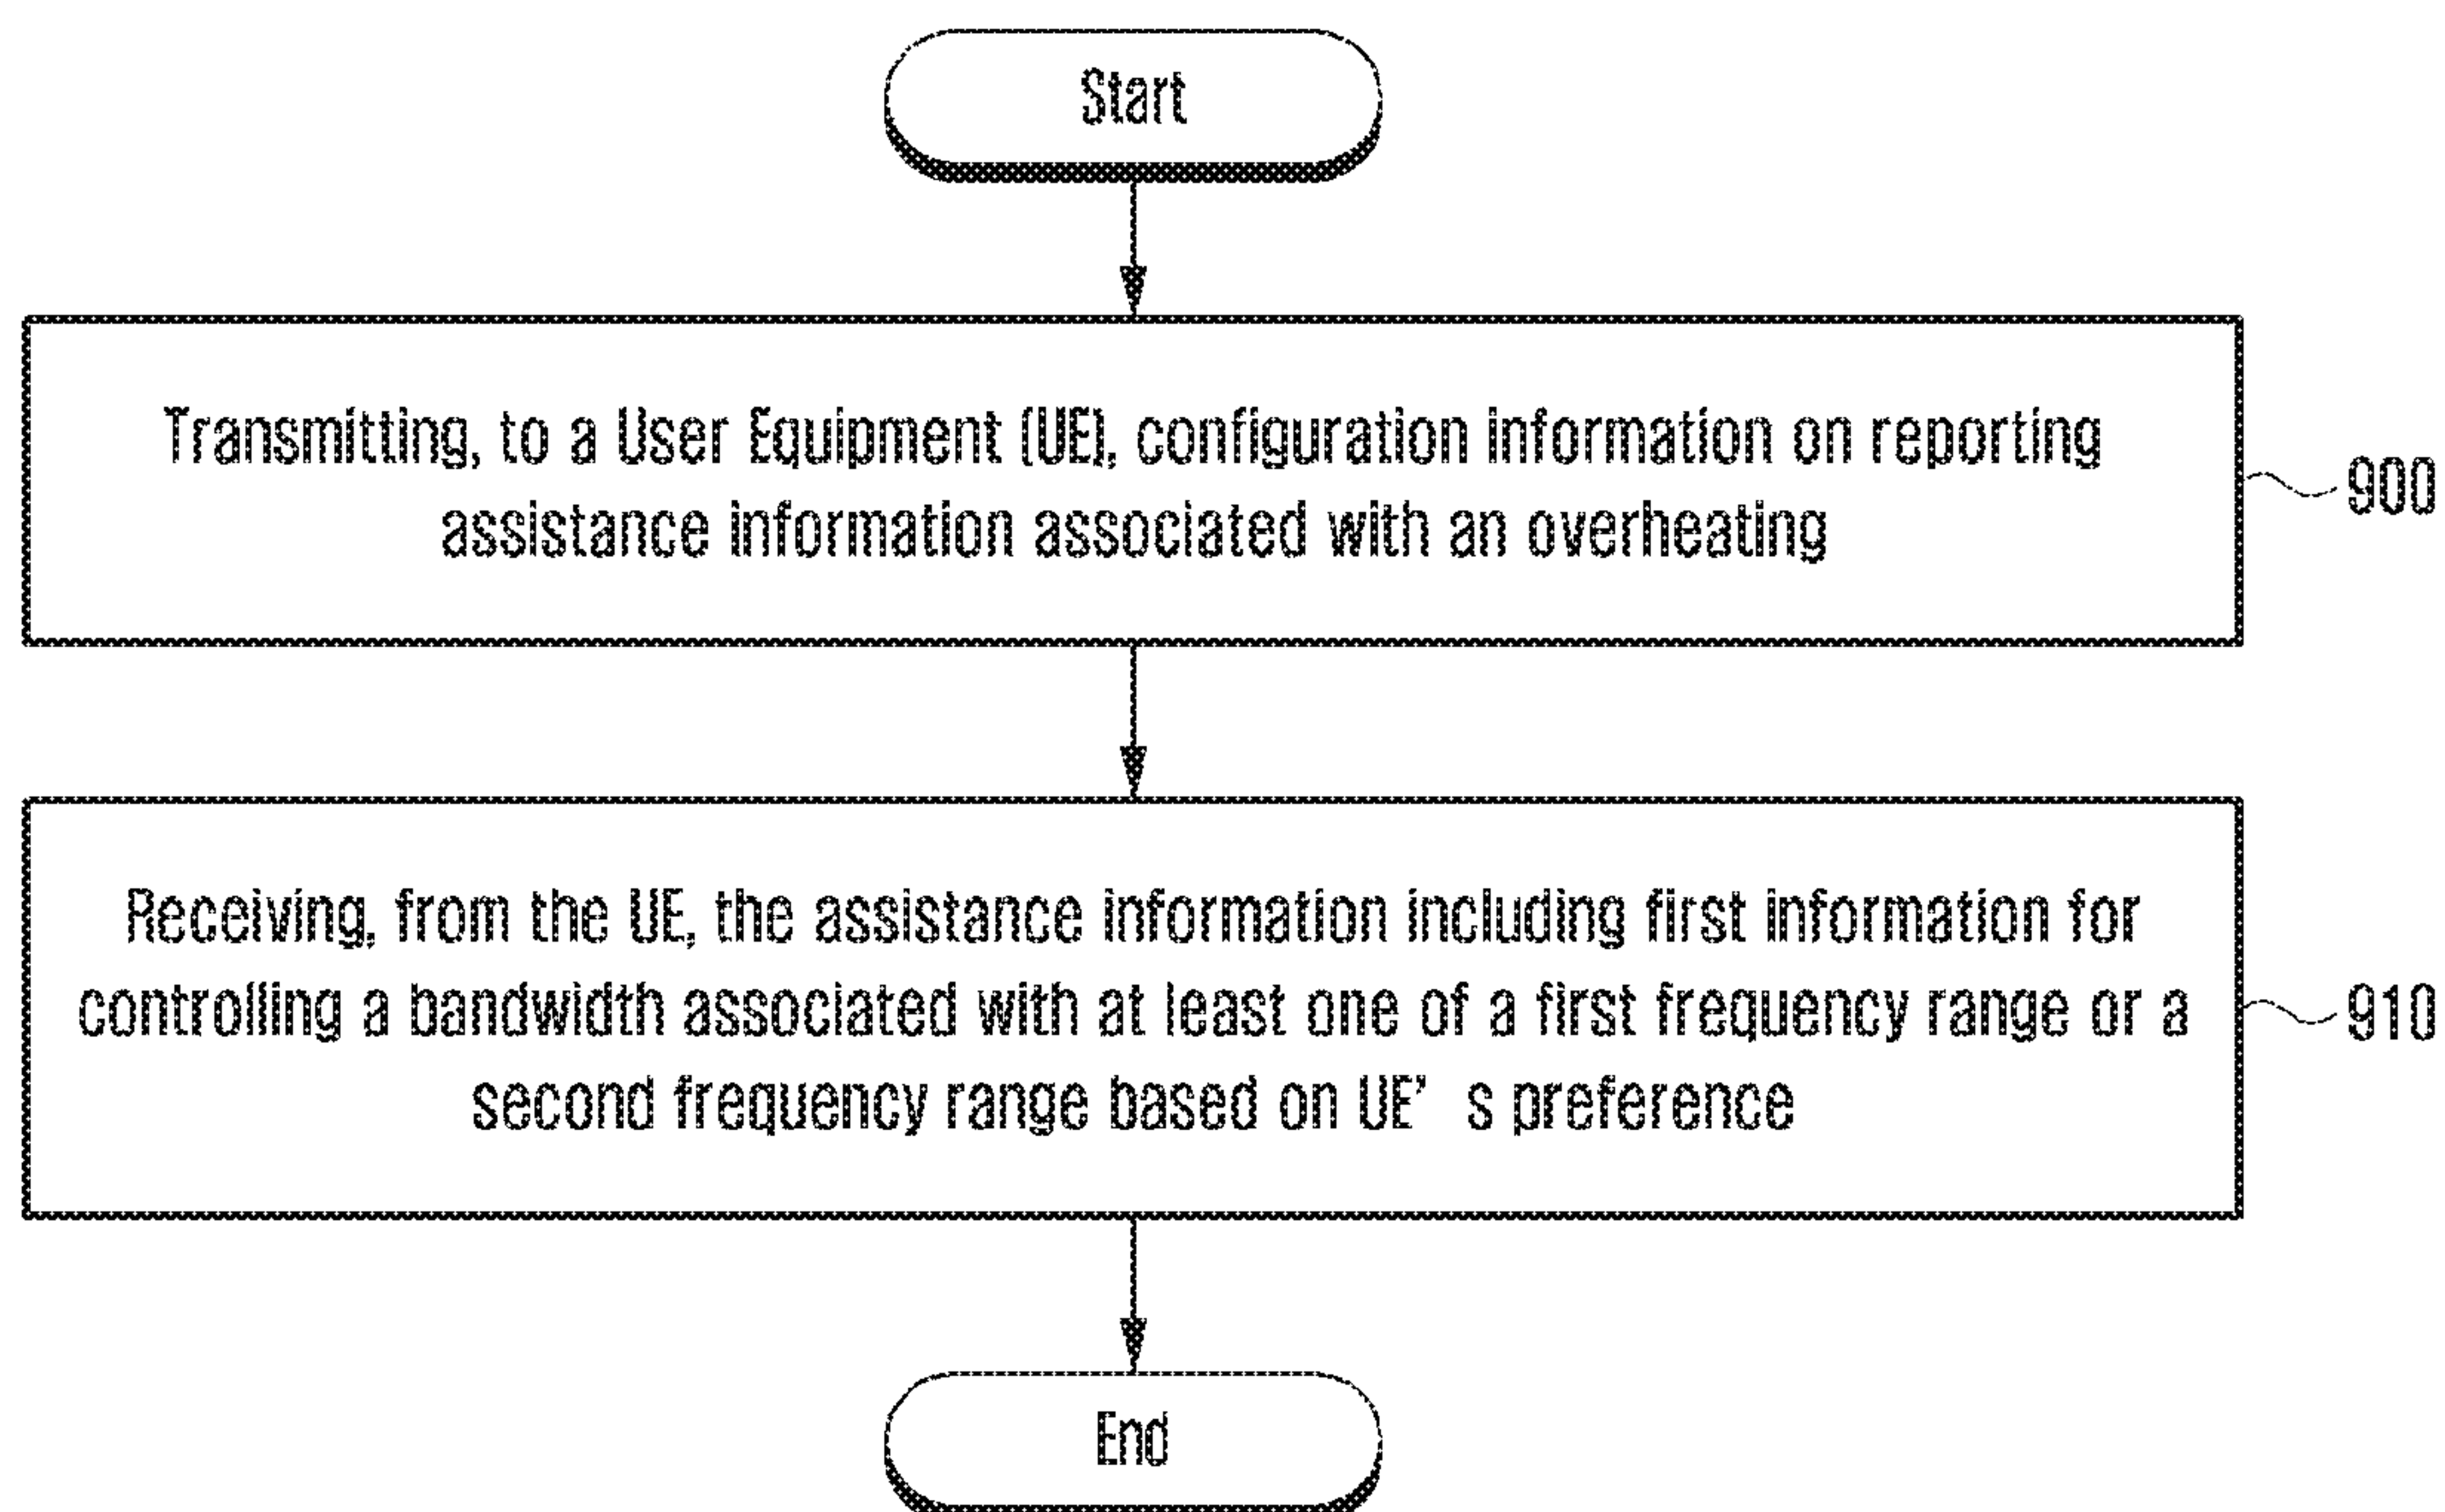 Start
Transmitting, to a User Equipment (UE), configuration information on reporting
assistance information associated with an overheating
900
Receiving, from the UE, the assistance information including first information for
controlling a bandwidth associated with at least one of a first frequency range or a
second frequency range based on UE’ s preference
910
End